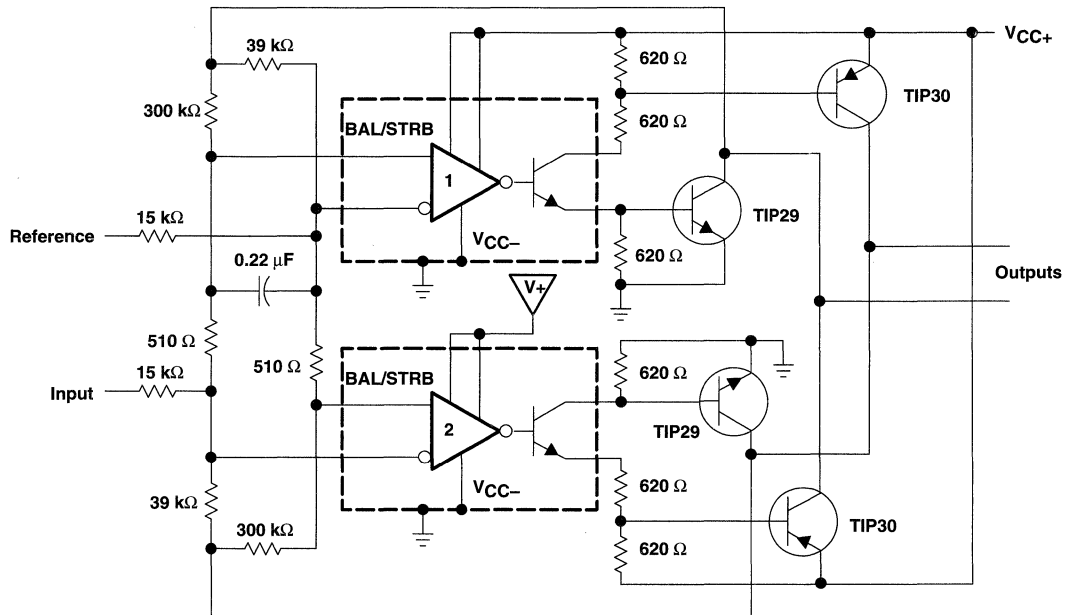 39 kΩ
VCC+
620 Ω
300 kΩ
TIP30
BAL/STRB
620 Ω
1
TIP29
15 kΩ
Reference
VCC–
620 Ω
0.22 μF
Outputs
V+
510 Ω
510 Ω
15 kΩ
BAL/STRB
620 Ω
Input
2
TIP29
VCC–
620 Ω
39 kΩ
TIP30
300 kΩ
620 Ω